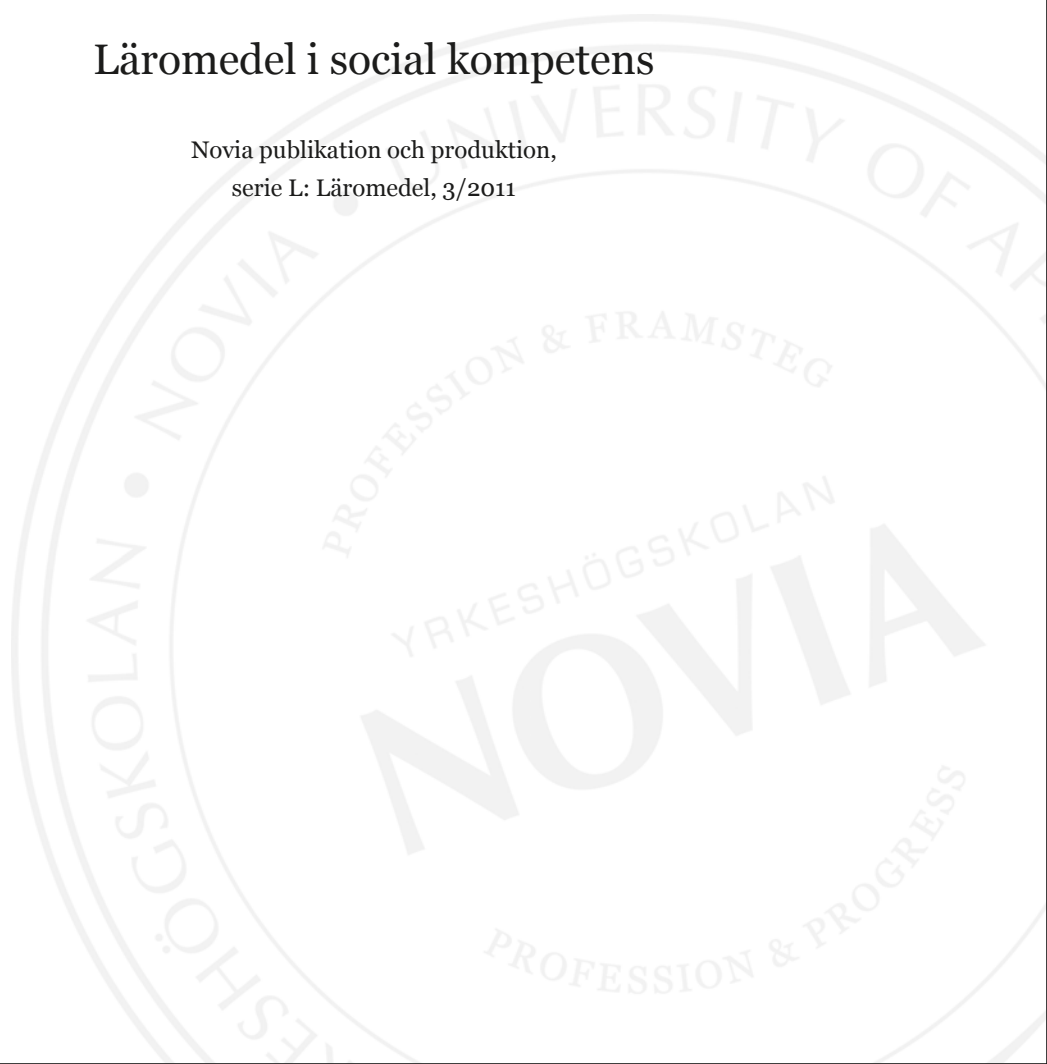 Läromedel i social kompetens
Novia publikation och produktion,
serie L: Läromedel, 3/2011
NOVIA • UNIVERSITY OF
PROFESSION & FRAMSTEG
YRKESHÖGSKOLAN
NOVIA
PROFESSION & PROGRESS